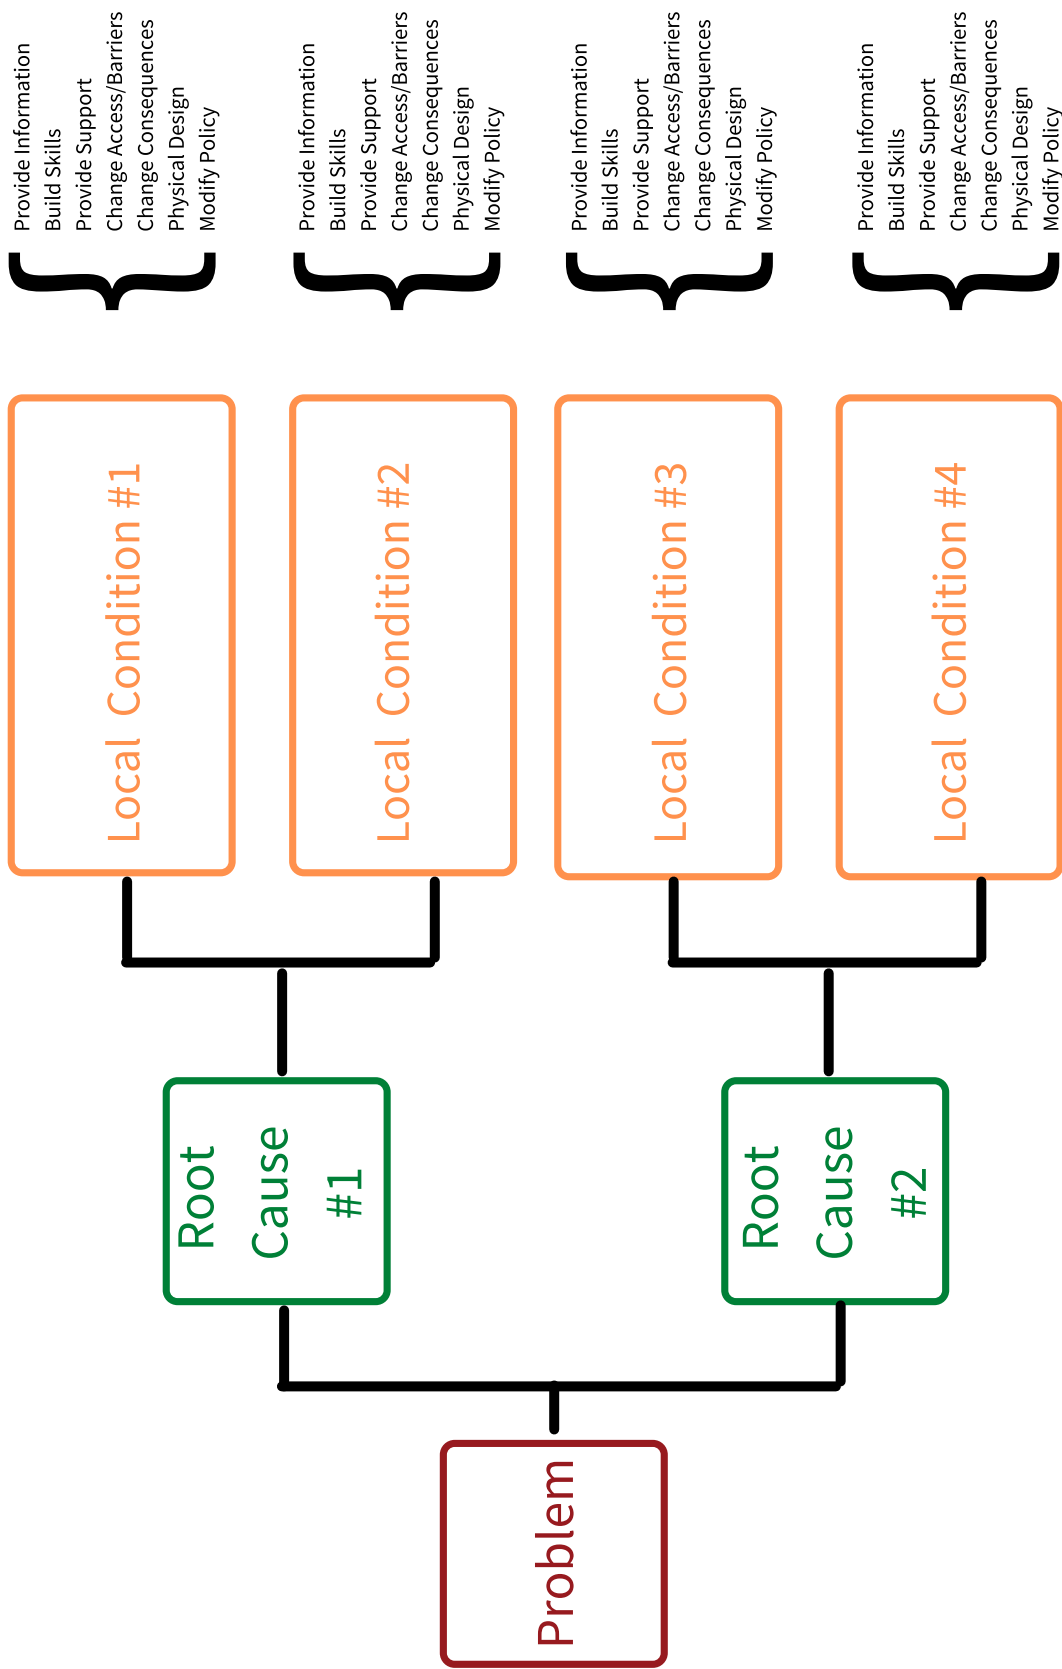 Problem
Root
Cause
#1
Root
Cause
#2
Local Condition #1
Local Condition #2
Local Condition #3
Local Condition #4
Provide Information
Build Skills
Provide Support
Change Access/Barriers
Change Consequences
Physical Design
Modify Policy
Provide Information
Build Skills
Provide Support
Change Access/Barriers
Change Consequences
Physical Design
Modify Policy
Provide Information
Build Skills
Provide Support
Change Access/Barriers
Change Consequences
Physical Design
Modify Policy
Provide Information
Build Skills
Provide Support
Change Access/Barriers
Change Consequences
Physical Design
Modify Policy